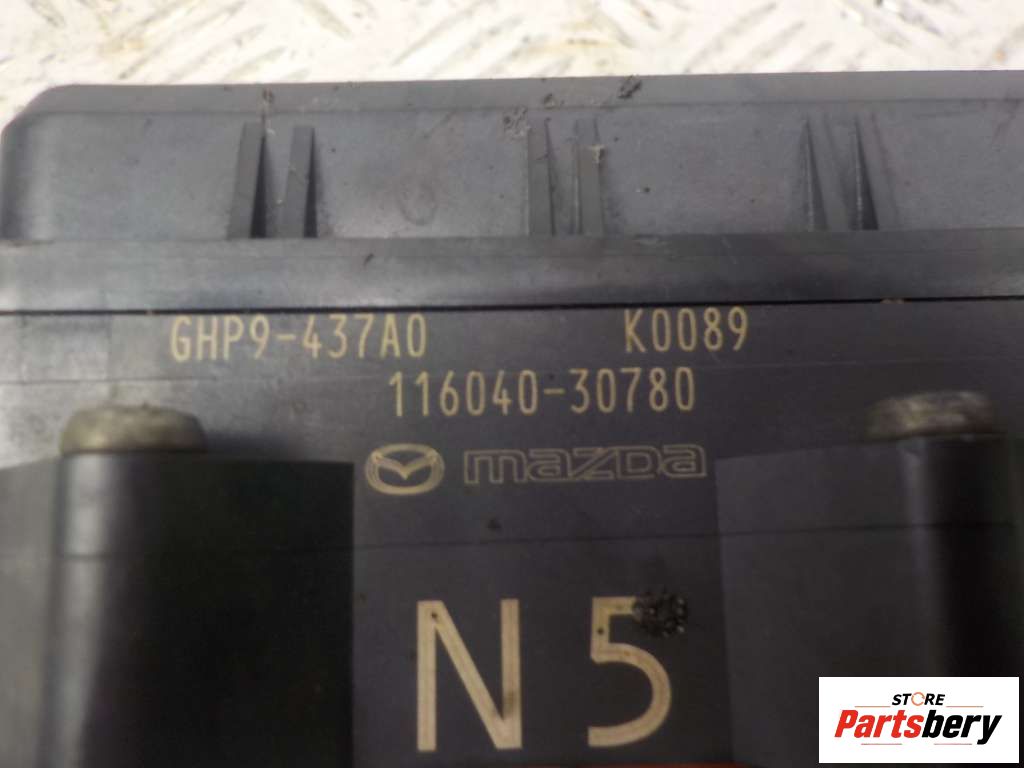 GHP9-437A0 K0089
116040-30780
mazda
N5
STORE
Partsbery